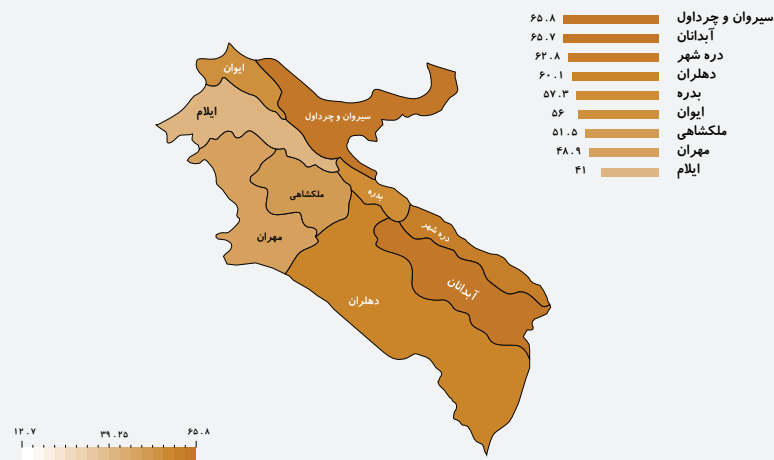 سیروان و چرداول ۶۵.۸
آبدانان ۶۵.۷
دره شهر ۶۲.۸
دهلران ۶۰.۱
بدره ۵۷.۳
ایوان ۵۶
ملکشاهی ۵۱.۵
مهران ۴۸.۹
ایلام ۴۱
ایوان
ایلام
سیروان و چرداول
ملکشاهی
بدره
مهران
دره شهر
آبدانان
دهلران
۱۲.۷ ۳۹.۲۵ ۶۵.۸